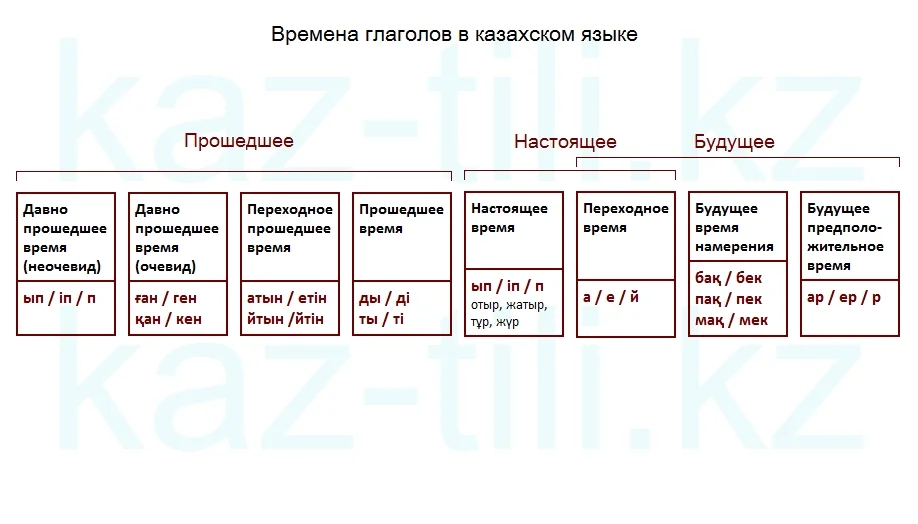 Времена глаголов в казахском языке
kaz-tili.kz
Прошедшее
Настоящее
Будущее
Давно
прошедшее
время
(неочевид)
ып / іп / п
Давно
прошедшее
время
(очевид)
ған / ген
қан / кен
Переходное
прошедшее
время
атын / етін
йтын /йтін
Прошедшее
время
ды / ді
ты / ті
Настоящее
время
ып / іп / п
отыр, жатыр,
тұр, жүр
Переходное
время
а / е / й
Будущее
время
намерения
бақ / бек
пақ / пек
мақ / мек
Будущее
предполо-
жительное
время
ар / ер / р
kaz-tili.kz